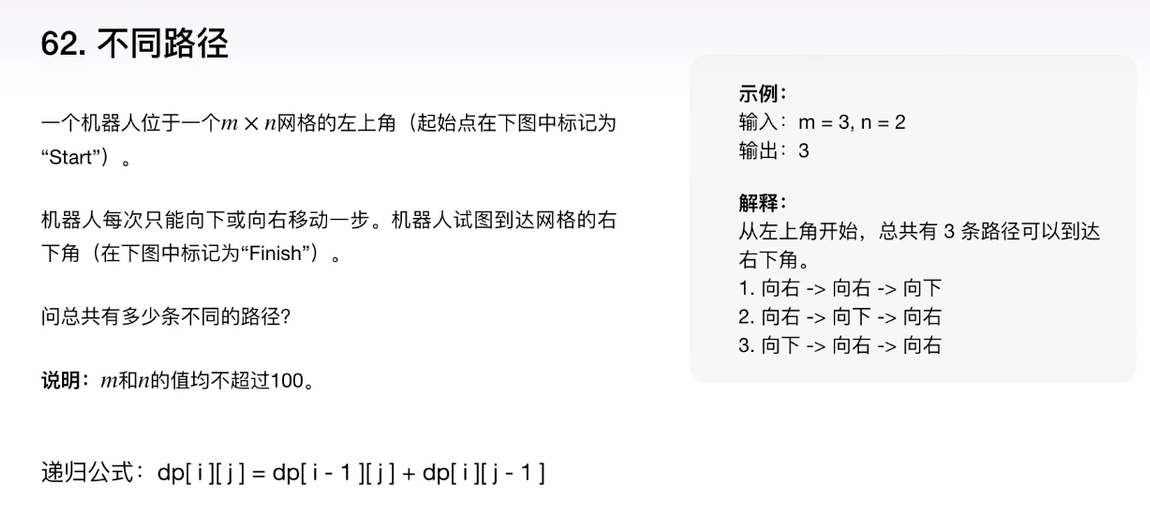 62. 不同路径
一个机器人位于一个m × n网格的左上角（起始点在下图中标记为
“Start”）。
机器人每次只能向下或向右移动一步。机器人试图到达网格的右
下角（在下图中标记为“Finish”）。
问总共有多少条不同的路径？
说明：m和n的值均不超过100。
递归公式：dp[ i ][ j ] = dp[ i - 1 ][ j ] + dp[ i ][ j - 1 ]
示例：
输入：m = 3, n = 2
输出：3
解释：
从左上角开始，总共有 3 条路径可以到达
右下角。
1. 向右 -> 向右 -> 向下
2. 向右 -> 向下 -> 向右
3. 向下 -> 向右 -> 向右